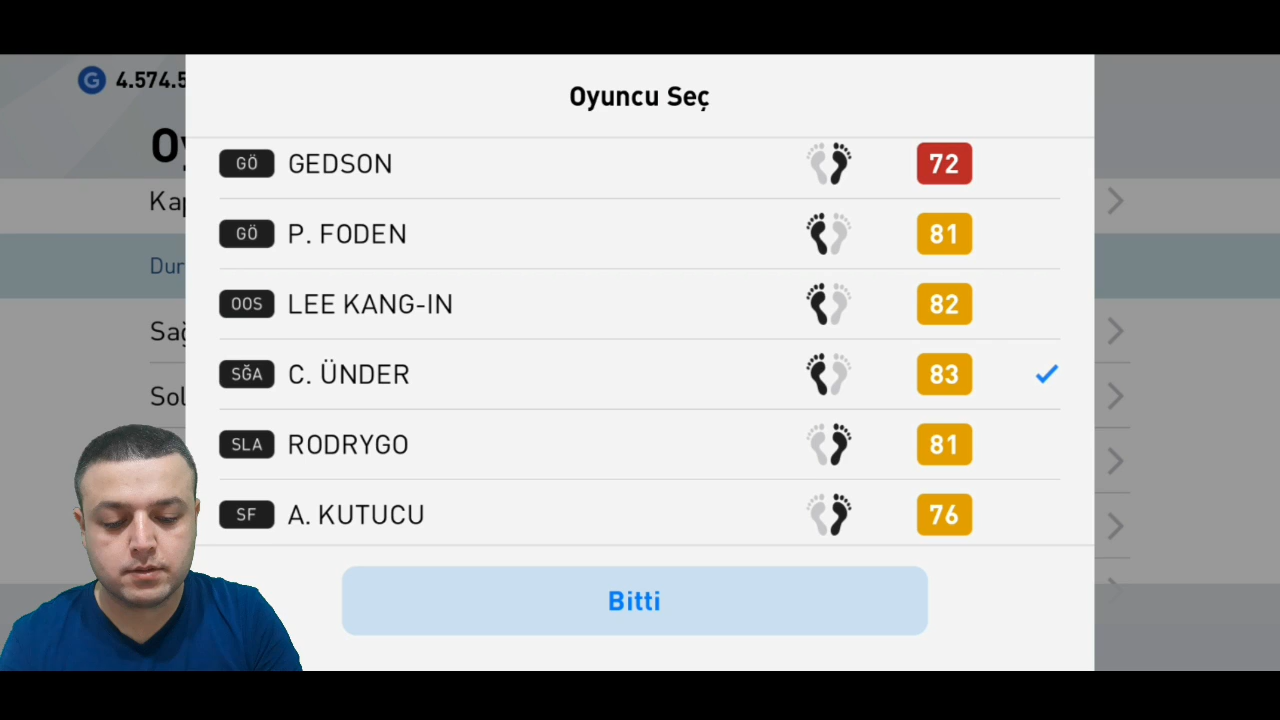 G 4.574.5
Oyuncu Seç
GÖ GEDSON 72
GÖ P. FODEN 81
OOS LEE KANG-IN 82
SĞA C. ÜNDER 83
SLA RODRYGO 81
SF A. KUTUCU 76
Bitti